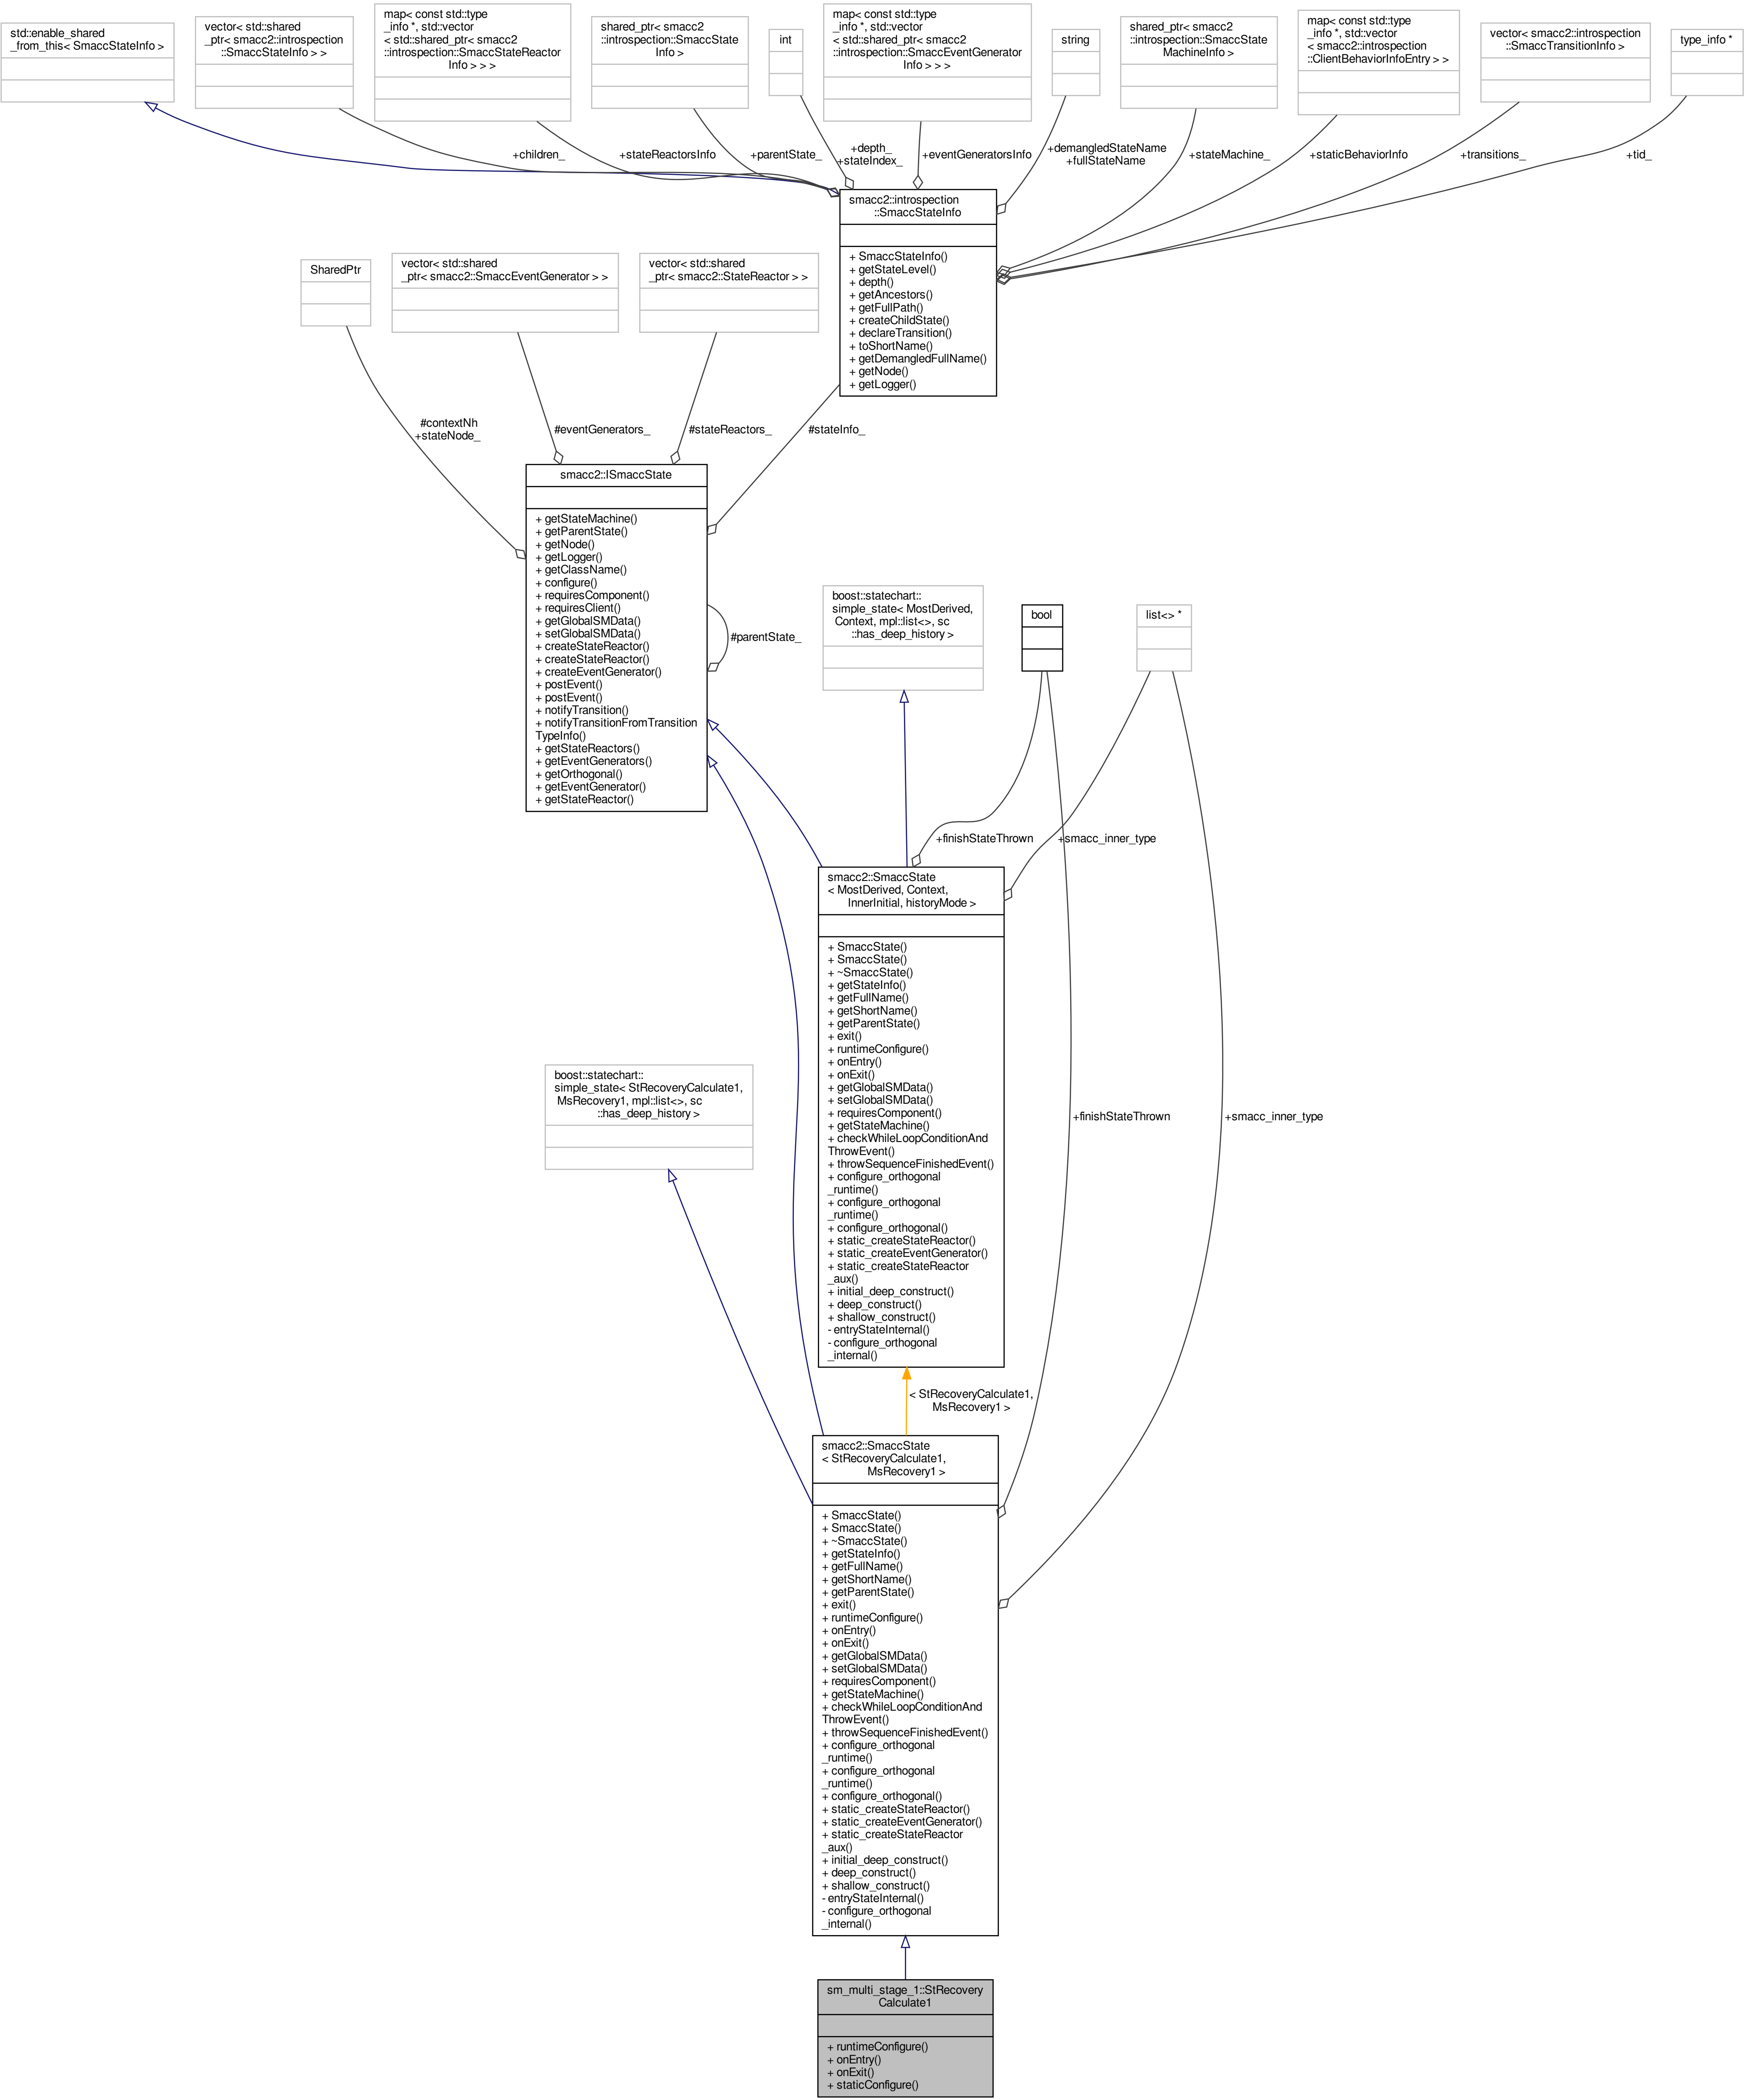 std::enable_shared
_from_this< SmaccStateInfo >
vector< std::shared
_ptr< smacc2::introspection
::SmaccStateInfo > >
map< const std::type
_info *, std::vector
< std::shared_ptr< smacc2
::introspection::SmaccStateReactor
Info > > >
shared_ptr< smacc2
::introspection::SmaccState
Info >
int
map< const std::type
_info *, std::vector
< std::shared_ptr< smacc2
::introspection::SmaccEventGenerator
Info > > >
string
shared_ptr< smacc2
::introspection::SmaccState
MachineInfo >
map< const std::type
_info *, std::vector
< smacc2::introspection
::ClientBehaviorInfoEntry > >
vector< smacc2::introspection
::SmaccTransitionInfo >
type_info *
+children_
+stateReactorsInfo
+parentState_
+depth_
+stateIndex_
+eventGeneratorsInfo
+demangledStateName
+fullStateName
+stateMachine_
+staticBehaviorInfo
+transitions_
+tid_
smacc2::introspection
::SmaccStateInfo
+ SmaccStateInfo()
+ getStateLevel()
+ depth()
+ getAncestors()
+ getFullPath()
+ createChildState()
+ declareTransition()
+ toShortName()
+ getDemangledFullName()
+ getNode()
+ getLogger()
SharedPtr
vector< std::shared
_ptr< smacc2::SmaccEventGenerator > >
vector< std::shared
_ptr< smacc2::StateReactor > >
#contextNh
+stateNode_
#eventGenerators_
#stateReactors_
#stateInfo_
smacc2::ISmaccState
+ getStateMachine()
+ getParentState()
+ getNode()
+ getLogger()
+ getClassName()
+ configure()
+ requiresComponent()
+ requiresClient()
+ getGlobalSMData()
+ setGlobalSMData()
+ createStateReactor()
+ createStateReactor()
+ createEventGenerator()
+ postEvent()
+ postEvent()
+ notifyTransition()
+ notifyTransitionFromTransition
TypeInfo()
+ getStateReactors()
+ getEventGenerators()
+ getOrthogonal()
+ getEventGenerator()
+ getStateReactor()
#parentState_
boost::statechart::
simple_state< MostDerived,
Context, mpl::list<>, sc
::has_deep_history >
bool
list<> *
+finishStateThrown
+smacc_inner_type
smacc2::SmaccState
< MostDerived, Context,
InnerInitial, historyMode >
+ SmaccState()
+ SmaccState()
+ ~SmaccState()
+ getStateInfo()
+ getFullName()
+ getShortName()
+ getParentState()
+ exit()
+ runtimeConfigure()
+ onEntry()
+ onExit()
+ getGlobalSMData()
+ setGlobalSMData()
+ requiresComponent()
+ getStateMachine()
+ checkWhileLoopConditionAnd
ThrowEvent()
+ throwSequenceFinishedEvent()
+ configure_orthogonal
_runtime()
+ configure_orthogonal
_runtime()
+ configure_orthogonal()
+ static_createStateReactor()
+ static_createEventGenerator()
+ static_createStateReactor
_aux()
+ initial_deep_construct()
+ deep_construct()
+ shallow_construct()
- entryStateInternal()
- configure_orthogonal
_internal()
boost::statechart::
simple_state< StRecoveryCalculate1,
MsRecovery1, mpl::list<>, sc
::has_deep_history >
+finishStateThrown
+smacc_inner_type
< StRecoveryCalculate1,
MsRecovery1 >
smacc2::SmaccState
< StRecoveryCalculate1,
MsRecovery1 >
+ SmaccState()
+ SmaccState()
+ ~SmaccState()
+ getStateInfo()
+ getFullName()
+ getShortName()
+ getParentState()
+ exit()
+ runtimeConfigure()
+ onEntry()
+ onExit()
+ getGlobalSMData()
+ setGlobalSMData()
+ requiresComponent()
+ getStateMachine()
+ checkWhileLoopConditionAnd
ThrowEvent()
+ throwSequenceFinishedEvent()
+ configure_orthogonal
_runtime()
+ configure_orthogonal
_runtime()
+ configure_orthogonal()
+ static_createStateReactor()
+ static_createEventGenerator()
+ static_createStateReactor
_aux()
+ initial_deep_construct()
+ deep_construct()
+ shallow_construct()
- entryStateInternal()
- configure_orthogonal
_internal()
sm_multi_stage_1::StRecovery
Calculate1
+ runtimeConfigure()
+ onEntry()
+ onExit()
+ staticConfigure()